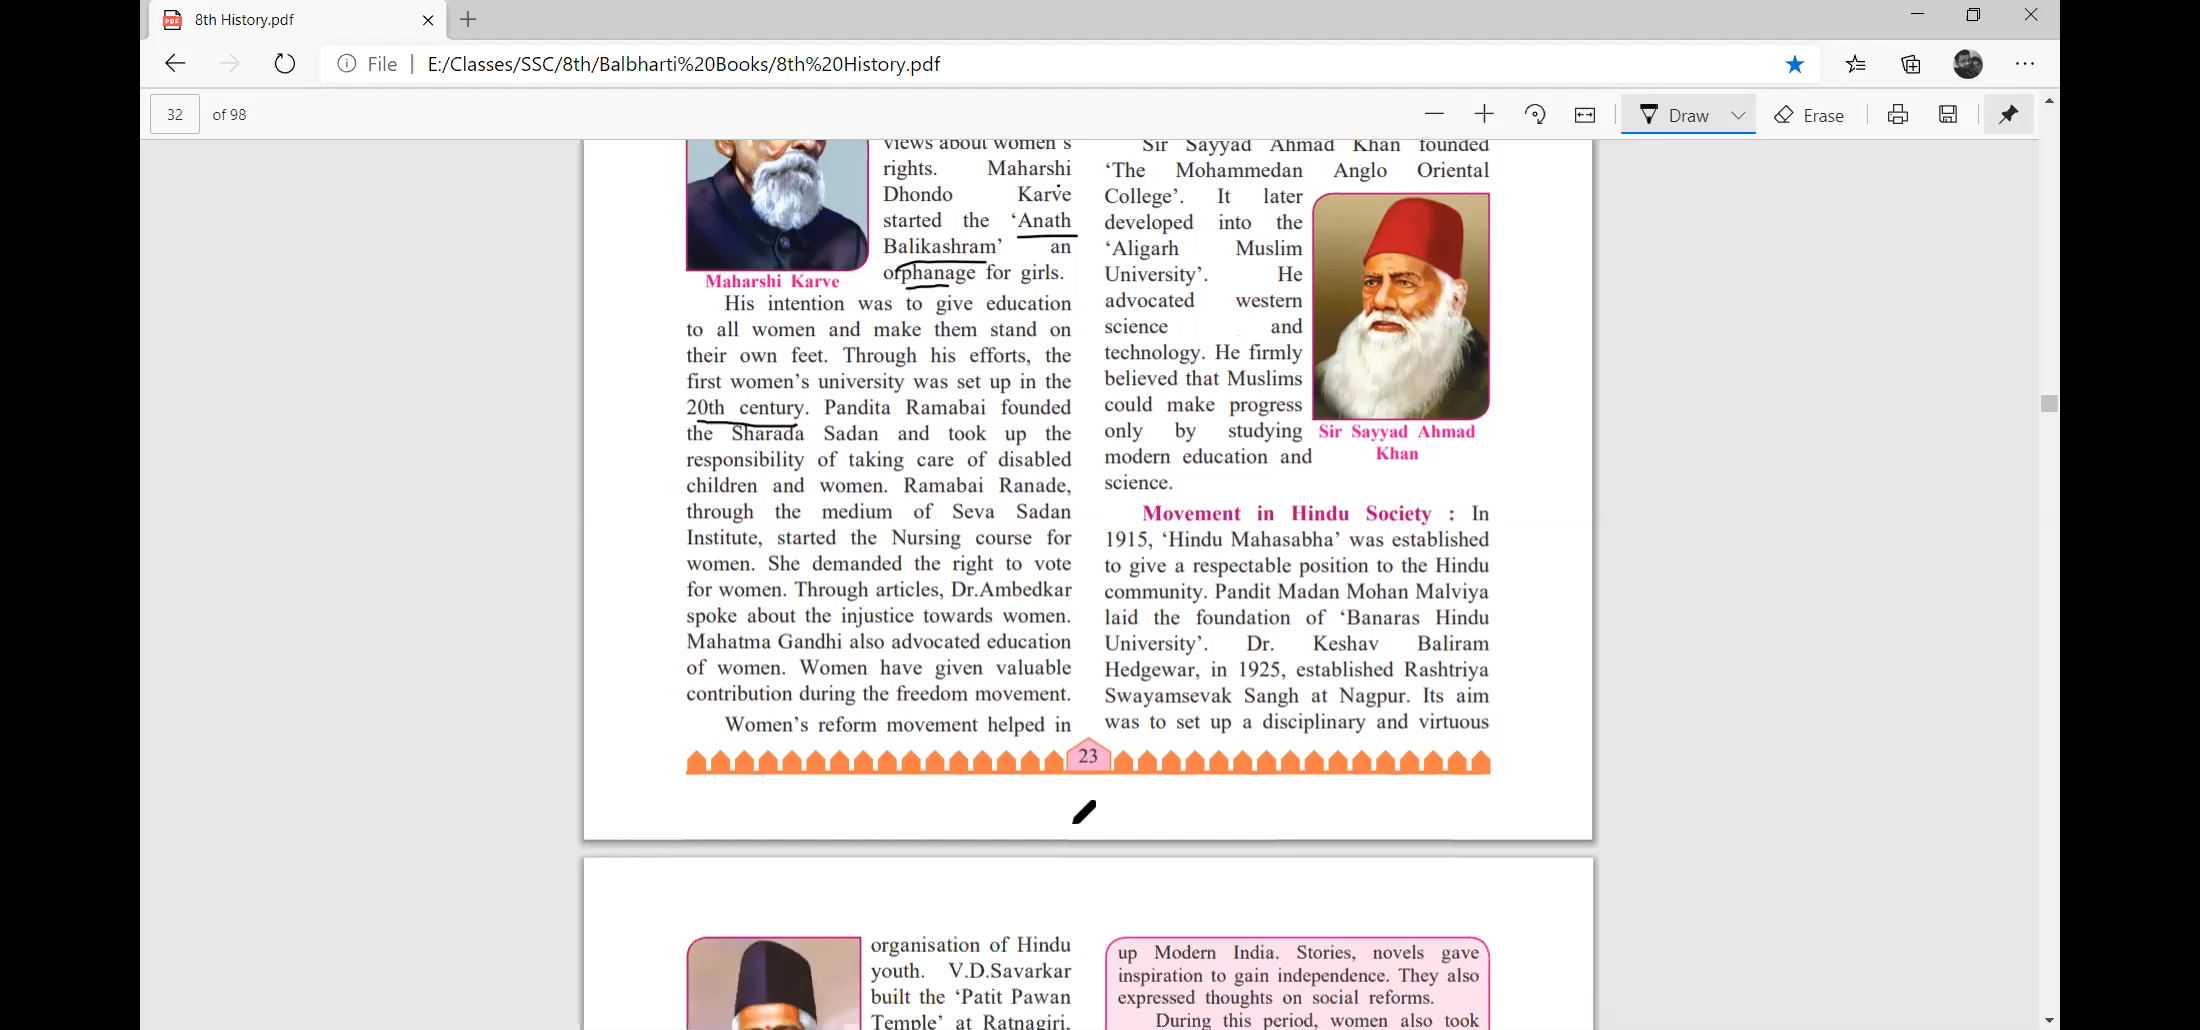 8th History.pdf
File | E:/Classes/SSC/8th/Balbharti%20Books/8th%20History.pdf
32 of 98
Draw
Erase
views about women's
rights. Maharshi
Dhondo Karve
started the ‘Anath
Balikashram’ an
orphanage for girls.
Maharshi Karve
His intention was to give education
to all women and make them stand on
their own feet. Through his efforts, the
first women’s university was set up in the
20th century. Pandita Ramabai founded
the Sharada Sadan and took up the
responsibility of taking care of disabled
children and women. Ramabai Ranade,
through the medium of Seva Sadan
Institute, started the Nursing course for
women. She demanded the right to vote
for women. Through articles, Dr.Ambedkar
spoke about the injustice towards women.
Mahatma Gandhi also advocated education
of women. Women have given valuable
contribution during the freedom movement.
Women’s reform movement helped in
Sir Sayyad Ahmad Khan founded
‘The Mohammedan Anglo Oriental
College’. It later
developed into the
‘Aligarh Muslim
University’. He
advocated western
science and
technology. He firmly
believed that Muslims
could make progress
only by studying
modern education and
science.
Sir Sayyad Ahmad
Khan
Movement in Hindu Society : In
1915, ‘Hindu Mahasabha’ was established
to give a respectable position to the Hindu
community. Pandit Madan Mohan Malviya
laid the foundation of ‘Banaras Hindu
University’. Dr. Keshav Baliram
Hedgewar, in 1925, established Rashtriya
Swayamsevak Sangh at Nagpur. Its aim
was to set up a disciplinary and virtuous
23
organisation of Hindu
youth. V.D.Savarkar
built the ‘Patit Pawan
Temple’ at Ratnagiri,
up Modern India. Stories, novels gave
inspiration to gain independence. They also
expressed thoughts on social reforms.
During this period, women also took